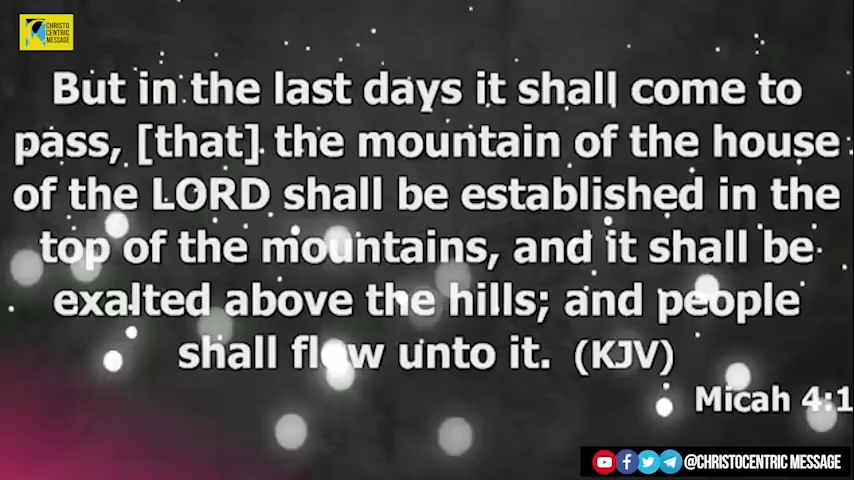 CHRISTO
CENTRIC
MESSAGE
But in the last days it shall come to
pass, [that] the mountain of the house
of the LORD shall be established in the
top of the mountains, and it shall be
exalted above the hills; and people
shall flow unto it. (KJV)
Micah 4:1
@CHRISTOCENTRIC MESSAGE